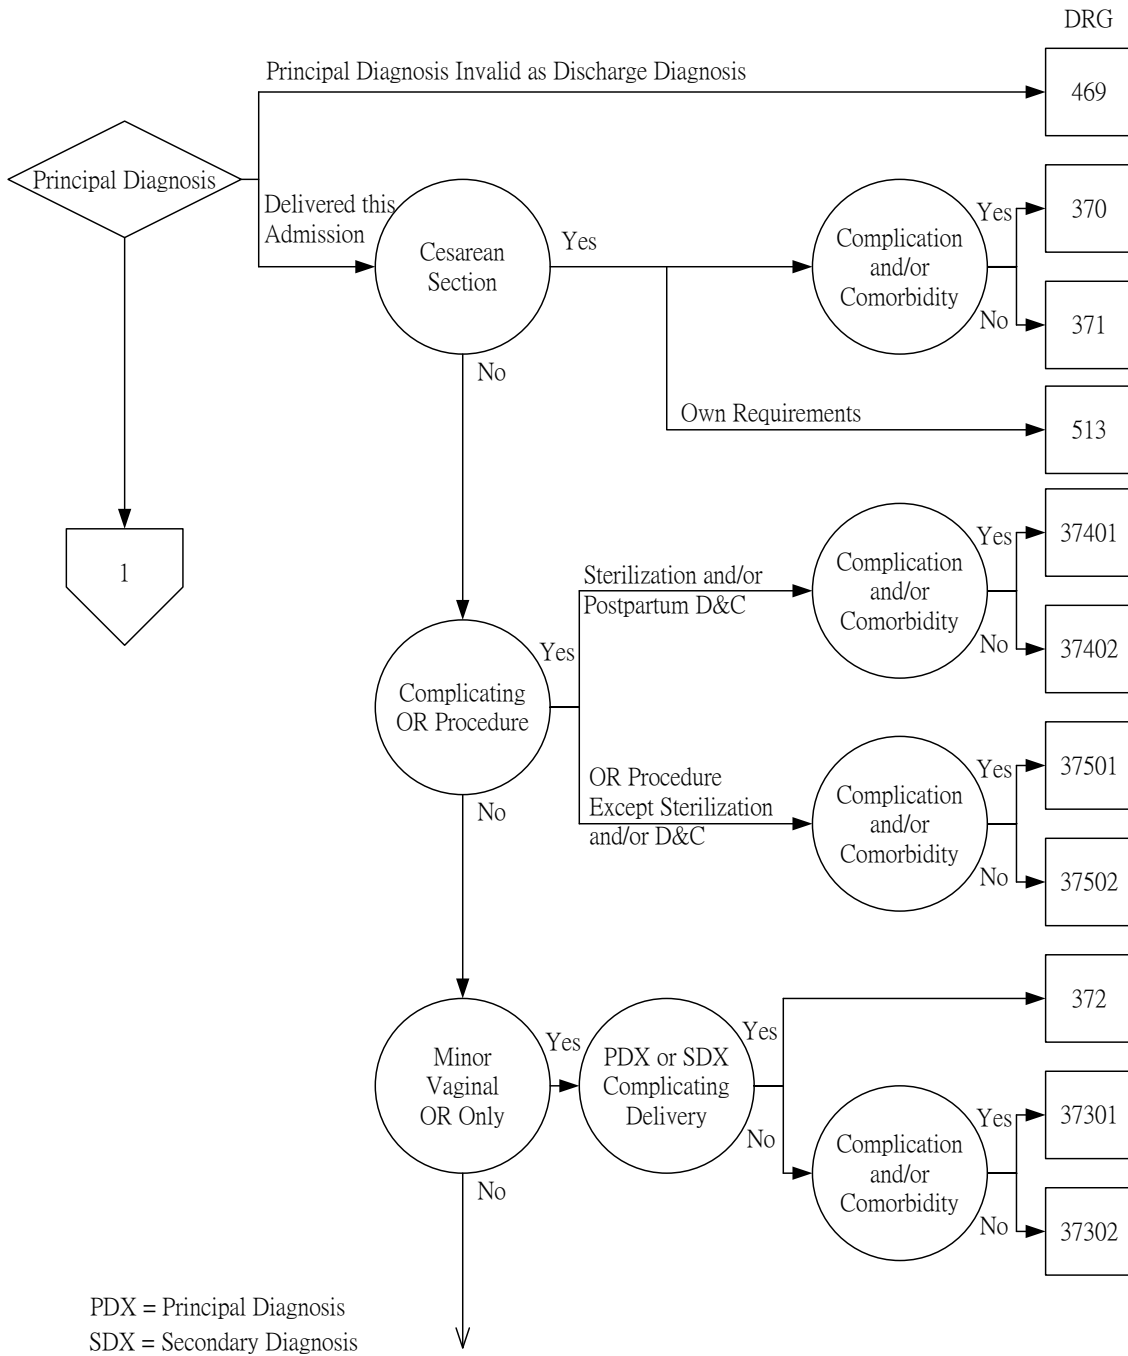 DRG
Principal Diagnosis Invalid as Discharge Diagnosis
469
Principal Diagnosis
Delivered this
Admission
Cesarean
Section
Yes
Complication
and/or
Comorbidity
Yes
370
No
371
No
Own Requirements
513
1
Complicating
OR Procedure
Yes
Sterilization and/or
Postpartum D&C
Complication
and/or
Comorbidity
Yes
37401
No
37402
OR Procedure
Except Sterilization
and/or D&C
Complication
and/or
Comorbidity
Yes
37501
No
37502
No
Minor
Vaginal
OR Only
Yes
PDX or SDX
Complicating
Delivery
Yes
372
No
Complication
and/or
Comorbidity
Yes
37301
No
37302
No
PDX = Principal Diagnosis
SDX = Secondary Diagnosis